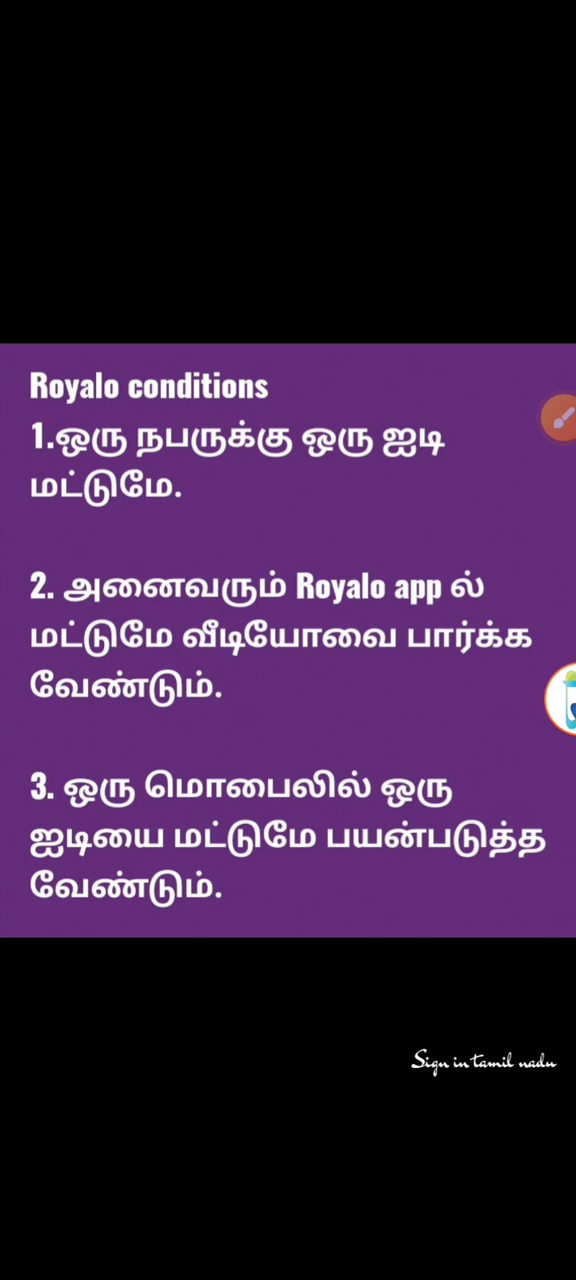 Royalo conditions
1.ஒரு நபருக்கு ஒரு ஐடி
மட்டுமே.
2. அனைவரும் Royalo app ல்
மட்டுமே வீடியோவை பார்க்க
வேண்டும்.
3. ஒரு மொபைலில் ஒரு
ஐடியை மட்டுமே பயன்படுத்த
வேண்டும்.
Sign in tamil nadu